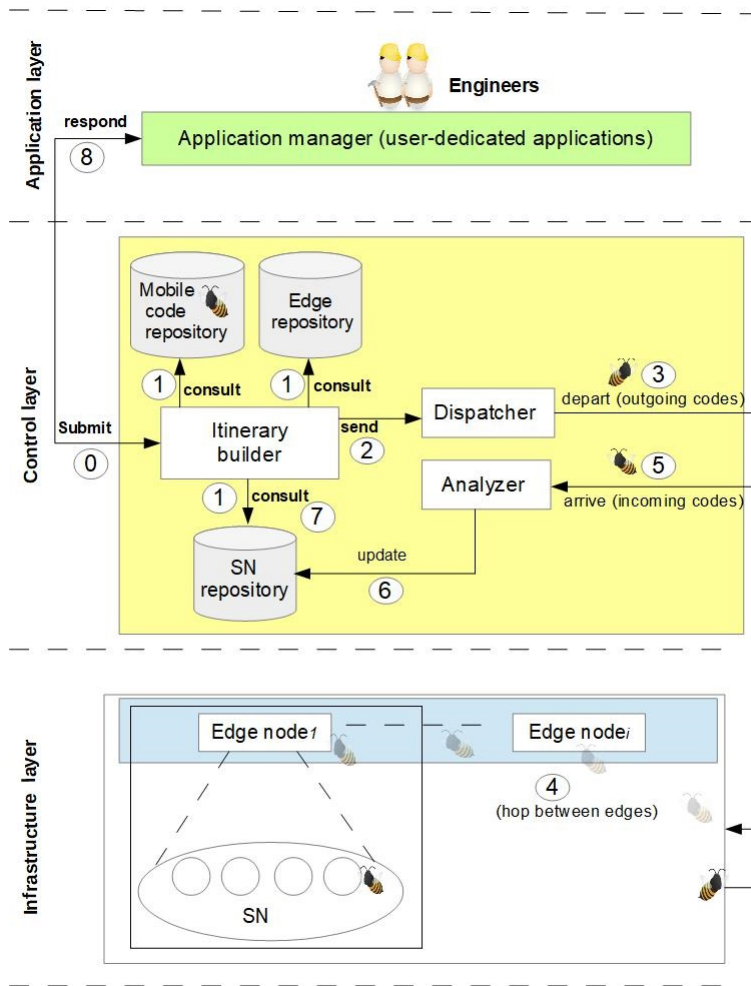 Application layer
Engineers
respond
8
Application manager (user-dedicated applications)
Control layer
Mobile
code
repository
Edge
repository
1
consult
1
consult
Submit
0
Itinerary
builder
send
2
Dispatcher
3
depart (outgoing codes)
1
consult
7
Analyzer
5
arrive (incoming codes)
SN
repository
update
6
Infrastructure layer
Edge node1
Edge nodei
4
(hop between edges)
SN